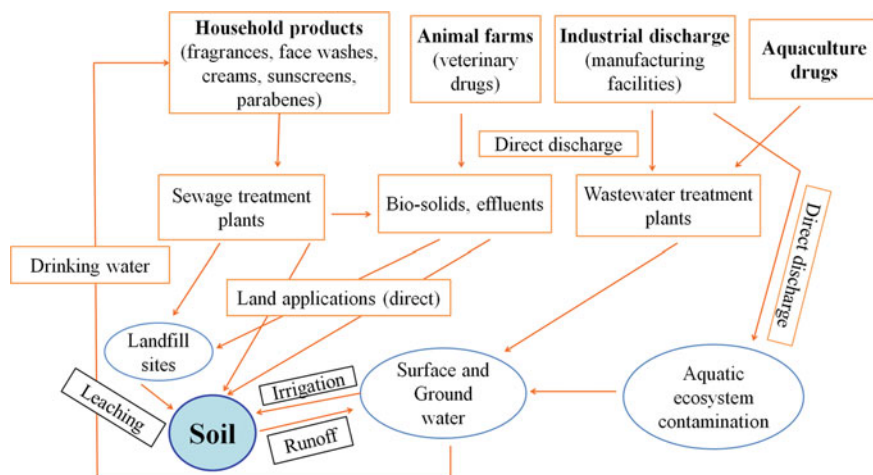 Household products
(fragrances, face washes,
creams, sunscreens,
parabenes)
Animal farms
(veterinary
drugs)
Industrial discharge
(manufacturing
facilities)
Aquaculture
drugs
Direct discharge
Sewage treatment
plants
Bio-solids, effluents
Wastewater treatment
plants
Direct discharge
Drinking water
Land applications (direct)
Landfill
sites
Surface and
Ground
water
Aquatic
ecosystem
contamination
Leaching
Irrigation
Soil
Runoff